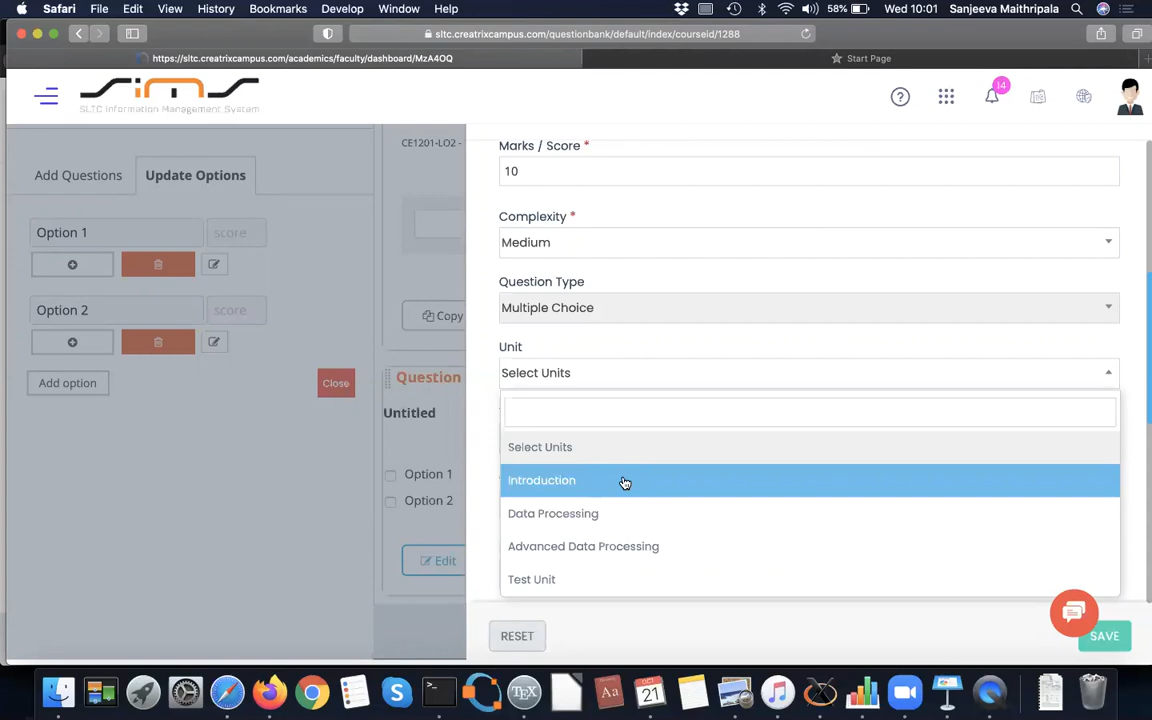 Safari File Edit View History Bookmarks Develop Window Help 58% Wed 10:01 Sanjeeva Maithripala
sltc.creatrixcampus.com/questionbank/default/index/courseid/1288
https://sltc.creatrixcampus.com/academics/faculty/dashboard/MzA4OQ Start Page
sims
SLTC Information Management System
14
CE1201-LO2 -
Marks / Score *
10
Add Questions Update Options
Complexity *
Medium
Option 1 score
Question Type
Multiple Choice
Option 2 score
Copy
Unit
Select Units
Add option Close
Question
Untitled
Option 1
Option 2
Edit
Select Units
Introduction
Data Processing
Advanced Data Processing
Test Unit
RESET SAVE
TEX Aa OCT 21